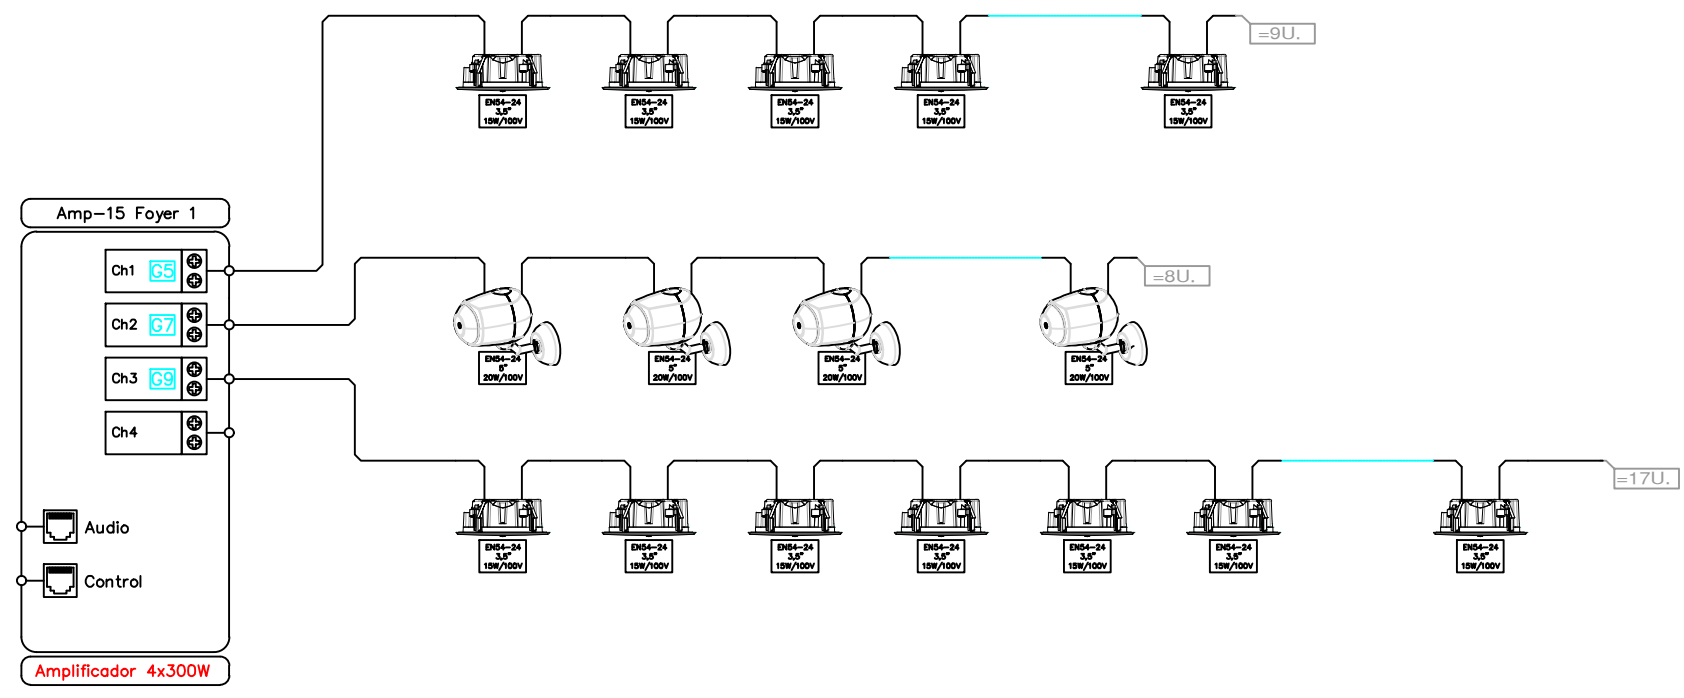 =9U.
EN54-24
3,5"
15W/100V
EN54-24
3,5"
15W/100V
EN54-24
3,5"
15W/100V
EN54-24
3,5"
15W/100V
EN54-24
3,5"
15W/100V
Amp-15 Foyer 1
Ch1 G5
Ch2 G7
Ch3 G9
Ch4
Audio
Control
Amplificador 4x300W
=8U.
EN54-24
5"
20W/100V
EN54-24
5"
20W/100V
EN54-24
5"
20W/100V
EN54-24
5"
20W/100V
=17U.
EN54-24
3,5"
15W/100V
EN54-24
3,5"
15W/100V
EN54-24
3,5"
15W/100V
EN54-24
3,5"
15W/100V
EN54-24
3,5"
15W/100V
EN54-24
3,5"
15W/100V
EN54-24
3,5"
15W/100V